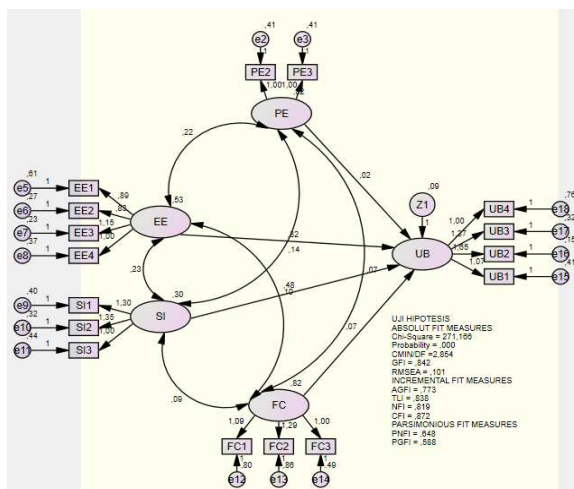 ,41 ,41
e2 e3
1 1
PE2 PE3
1,00 1,00
PE
,22 ,02
,61
e5 1 EE1
,27 ,89
e6 1 EE2
,23 1,15
e7 1 EE3
,37 1,00
e8 1 EE4
,53
EE
,09
Z1
1
UB
,76
UB4 1 e18
1,00
UB3 1 e17
UB2 1 e16
1,07
UB1 1 e15
,41
,14
,07
,23
,30
,48
,40
e9 1 SI1
1,30
,32
e10 1 SI2
1,35
,44
e11 1 SI3
1,00
SI
,07
,09
,82
FC
1,09 1,29 1,00
FC1 FC2 FC3
1 1 1
,80 ,86 ,49
e12 e13 e14
UJI HIPOTESIS
ABSOLUT FIT MEASURES
Chi-Square = 271,166
Probability = ,000
CMIN/DF =2,854
GFI = ,842
RMSEA = ,101
INCREMENTAL FIT MEASURES
AGFI = ,773
TLI = ,838
NFI = ,819
CFI = ,872
PARSIMONIOUS FIT MEASURES
PNFI = ,648
PGFI = ,588